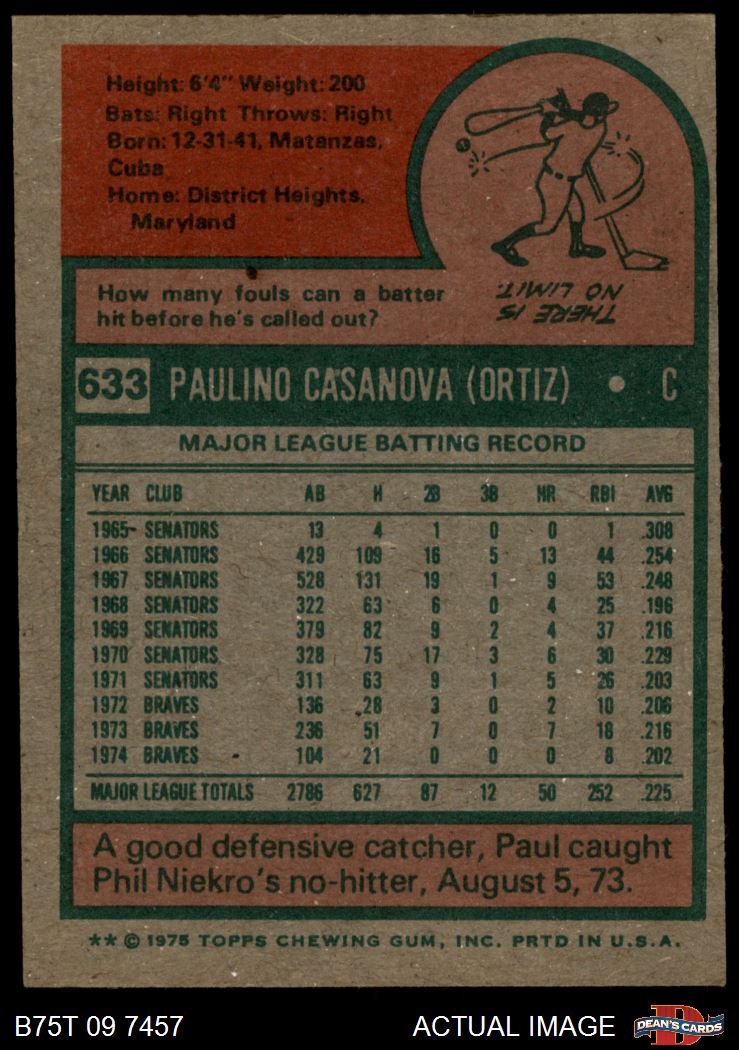 Height: 6'4" Weight: 200
Bats: Right Throws: Right
Born: 12-31-41, Matanzas,
Cuba
Home: District Heights,
Maryland
How many fouls can a batter
hit before he's called out?
THERE IS
NO LIMIT.
633 PAULINO CASANOVA (ORTIZ) • C
MAJOR LEAGUE BATTING RECORD
YEAR CLUB AB H 2B 3B HR RBI AVG
1965 SENATORS 13 4 1 0 0 1 .308
1966 SENATORS 429 109 16 5 13 44 .254
1967 SENATORS 528 131 19 1 9 53 .248
1968 SENATORS 322 63 6 0 4 25 .196
1969 SENATORS 379 82 9 2 4 37 .216
1970 SENATORS 328 75 17 3 6 30 .229
1971 SENATORS 311 63 9 1 5 26 .203
1972 BRAVES 136 28 3 0 2 10 .206
1973 BRAVES 236 51 7 0 7 18 .216
1974 BRAVES 104 21 0 0 0 8 .202
MAJOR LEAGUE TOTALS 2786 627 87 12 50 252 .225
A good defensive catcher, Paul caught
Phil Niekro's no-hitter, August 5, 73.
** © 1975 TOPPS CHEWING GUM, INC. PRTD IN U.S.A.
B75T 09 7457 ACTUAL IMAGE DEAN'S CARDS